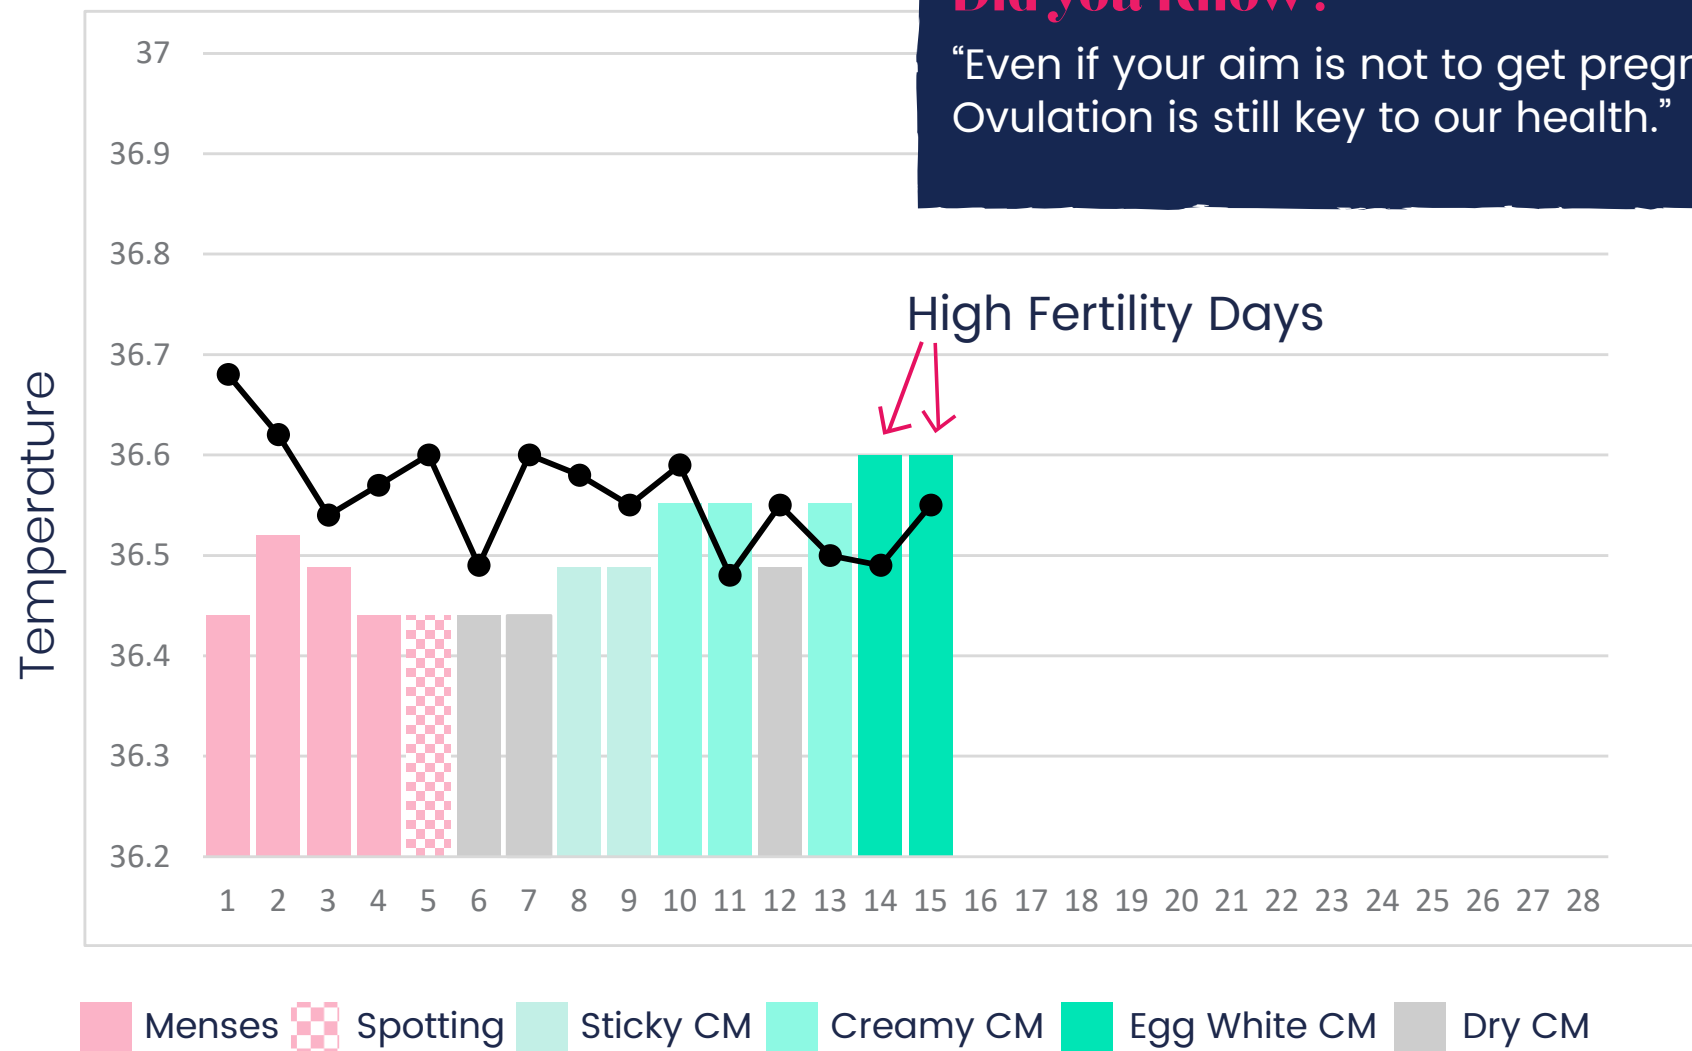 Did you know?
“Even if your aim is not to get
Ovulation is still key to our health.”
37
36.9
36.8
36.7
36.6
36.5
36.4
36.3
36.2
High Fertility Days
Temperature
1 2 3 4 5 6 7 8 9 10 11 12 13 14 15 16 17 18 19 20 21 22 23 24 25 26 27 28
Menses Spotting Sticky CM Creamy CM Egg White CM Dry CM